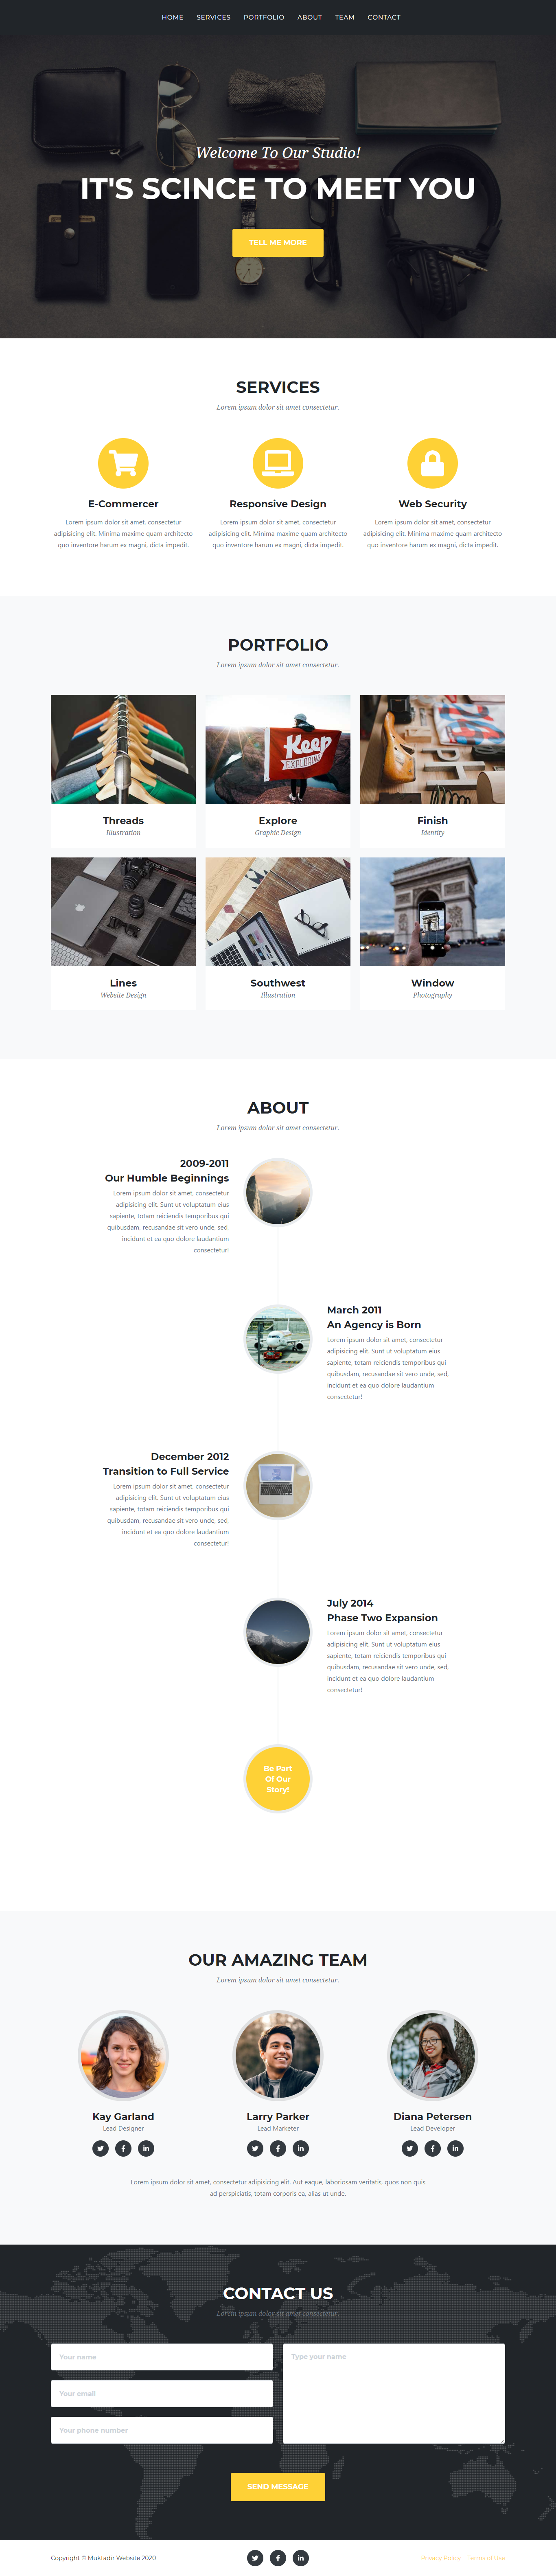 HOME SERVICES PORTFOLIO ABOUT TEAM CONTACT
Welcome To Our Studio!
IT'S SCINCE TO MEET YOU
TELL ME MORE
SERVICES
Lorem ipsum dolor sit amet consectetur.
E-Commercer
Lorem ipsum dolor sit amet, consectetur
adipisicing elit. Minima maxime quam architecto
quo inventore harum ex magni, dicta impedit.
Responsive Design
Lorem ipsum dolor sit amet, consectetur
adipisicing elit. Minima maxime quam architecto
quo inventore harum ex magni, dicta impedit.
Web Security
Lorem ipsum dolor sit amet, consectetur
adipisicing elit. Minima maxime quam architecto
quo inventore harum ex magni, dicta impedit.
PORTFOLIO
Lorem ipsum dolor sit amet consectetur.
Keep
EXPLORING
Threads
Illustration
Explore
Graphic Design
Finish
Identity
Lines
Website Design
Southwest
Illustration
Window
Photography
ABOUT
Lorem ipsum dolor sit amet consectetur.
2009-2011
Our Humble Beginnings
Lorem ipsum dolor sit amet, consectetur
adipisicing elit. Sunt ut voluptatum eius
sapiente, totam reiciendis temporibus qui
quibusdam, recusandae sit vero unde, sed,
incidunt et ea quo dolore laudantium
consectetur!
March 2011
An Agency is Born
Lorem ipsum dolor sit amet, consectetur
adipisicing elit. Sunt ut voluptatum eius
sapiente, totam reiciendis temporibus qui
quibusdam, recusandae sit vero unde, sed,
incidunt et ea quo dolore laudantium
consectetur!
December 2012
Transition to Full Service
Lorem ipsum dolor sit amet, consectetur
adipisicing elit. Sunt ut voluptatum eius
sapiente, totam reiciendis temporibus qui
quibusdam, recusandae sit vero unde, sed,
incidunt et ea quo dolore laudantium
consectetur!
July 2014
Phase Two Expansion
Lorem ipsum dolor sit amet, consectetur
adipisicing elit. Sunt ut voluptatum eius
sapiente, totam reiciendis temporibus qui
quibusdam, recusandae sit vero unde, sed,
incidunt et ea quo dolore laudantium
consectetur!
Be Part
Of Our
Story!
OUR AMAZING TEAM
Lorem ipsum dolor sit amet consectetur.
Kay Garland
Lead Designer
Larry Parker
Lead Marketer
Diana Petersen
Lead Developer
Lorem ipsum dolor sit amet, consectetur adipisicing elit. Aut eaque, laboriosam veritatis, quos non quis
ad perspiciatis, totam corporis ea, alias ut unde.
CONTACT US
Lorem ipsum dolor sit amet consectetur.
Your name
Your email
Your phone number
Type your name
SEND MESSAGE
Copyright © Muktadir Website 2020
Privacy Policy Terms of Use